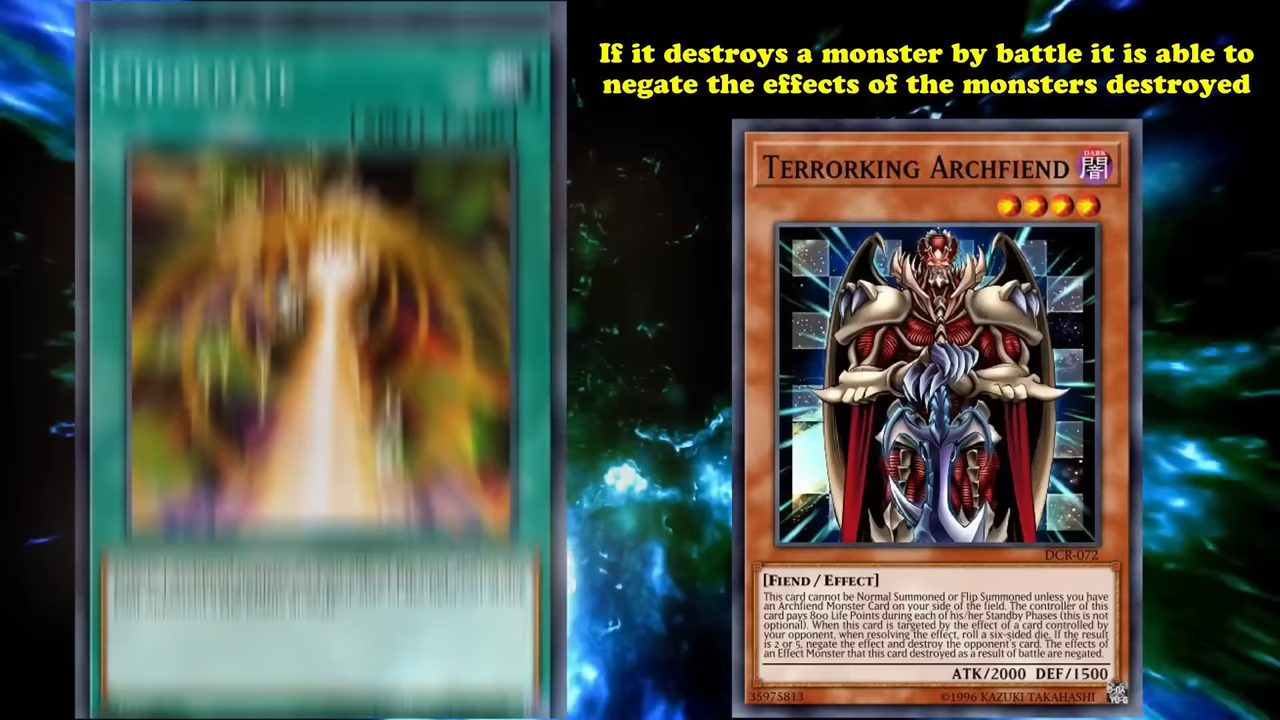 If it destroys a monster by battle it is able to
negate the effects of the monsters destroyed
TERRORKING ARCHFIEND
DARK
闇
DCR-072
[FIEND / EFFECT]
This card cannot be Normal Summoned or Flip Summoned unless you have
an Archfiend Monster Card on your side of the field. The controller of this
card pays 800 Life Points during each of his/her Standby Phases (this is not
optional). When this card is targeted by the effect of a card controlled by
your opponent, when resolving the effect, roll a six-sided die. If the result
is 2 or 5, negate the effect and destroy the opponent's card. The effects of
an Effect Monster that this card destroyed as a result of battle are negated.
ATK/2000 DEF/1500
35975813
©1996 KAZUKI TAKAHASHI